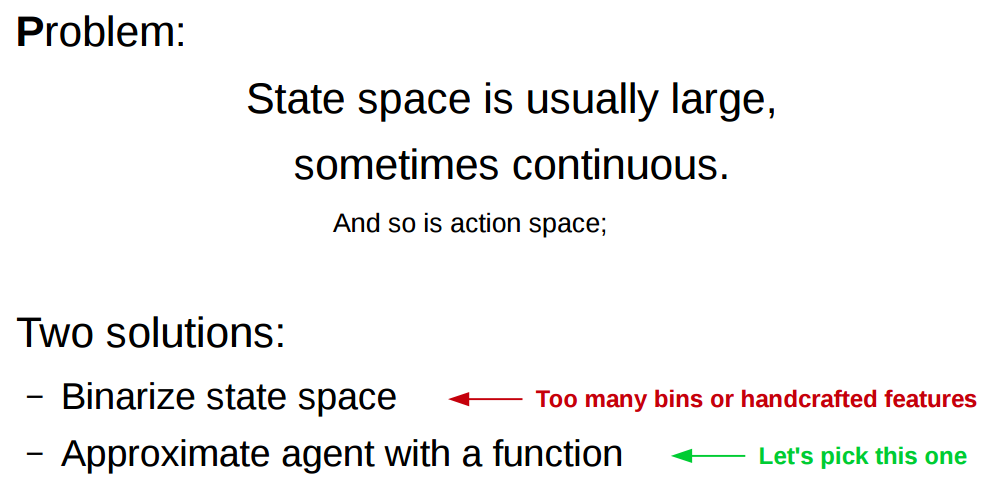 Problem:
State space is usually large,
sometimes continuous.
And so is action space;
Two solutions:
– Binarize state space
Too many bins or handcrafted features
– Approximate agent with a function
Let's pick this one